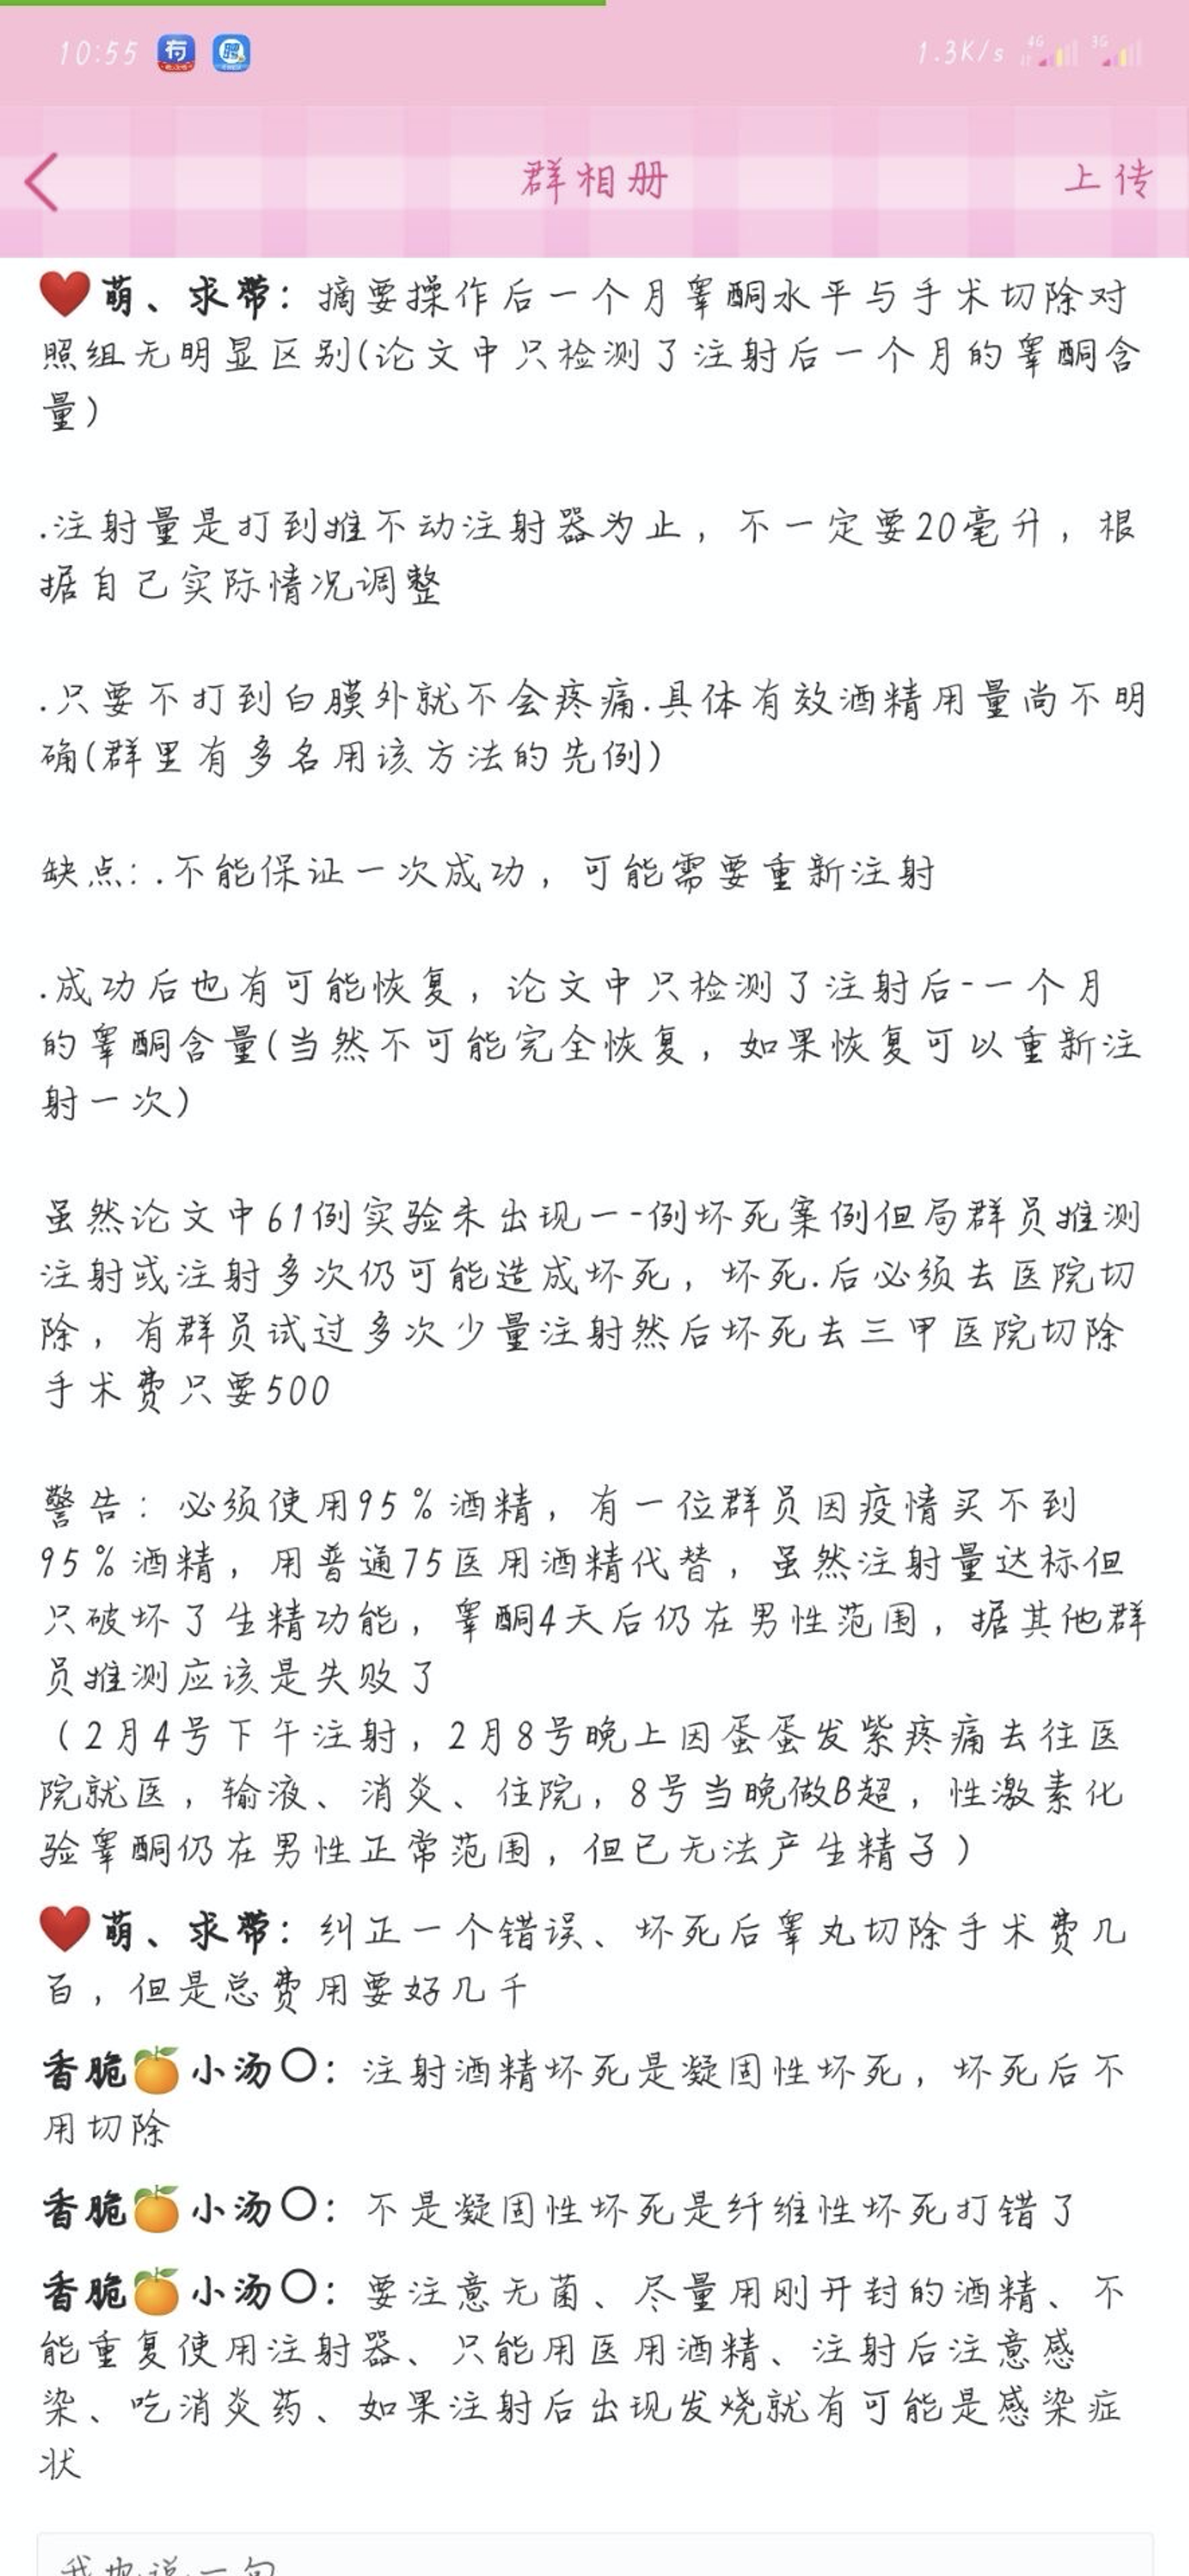 10:55
1.3K/s 4G 3G
群相册 上传
萌、求带：摘要操作后一个月睾酮水平与手术切除对
照组无明显区别(论文中只检测了注射后一个月的睾酮含
量)
.注射量是打到推不动注射器为止，不一定要20毫升，根
据自己实际情况调整
.只要不打到白膜外就不会疼痛.具体有效酒精用量尚不明
确(群里有多名用该方法的先例)
缺点：.不能保证一次成功，可能需要重新注射
.成功后也有可能恢复，论文中只检测了注射后-一个月
的睾酮含量(当然不可能完全恢复，如果恢复可以重新注
射一次)
虽然论文中61例实验未出现一-例坏死案例但局群员推测
注射或注射多次仍可能造成坏死，坏死.后必须去医院切
除，有群员试过多次少量注射然后坏死去三甲医院切除
手术费只要500
警告：必须使用95%酒精，有一位群员因疫情买不到
95%酒精，用普通75医用酒精代替，虽然注射量达标但
只破坏了生精功能，睾酮4天后仍在男性范围，据其他群
员推测应该是失败了
（2月4号下午注射，2月8号晚上因蛋蛋发紫疼痛去往医
院就医，输液、消炎、住院，8号当晚做B超，性激素化
验睾酮仍在男性正常范围，但已无法产生精子）
萌、求带：纠正一个错误、坏死后睾丸切除手术费几
百，但是总费用要好几千
香脆🍊小汤〇：注射酒精坏死是凝固性坏死，坏死后不
用切除
香脆🍊小汤〇：不是凝固性坏死是纤维性坏死打错了
香脆🍊小汤〇：要注意无菌、尽量用刚开封的酒精、不
能重复使用注射器、只能用医用酒精、注射后注意感
染、吃消炎药、如果注射后出现发烧就有可能是感染症
状
我也说一句